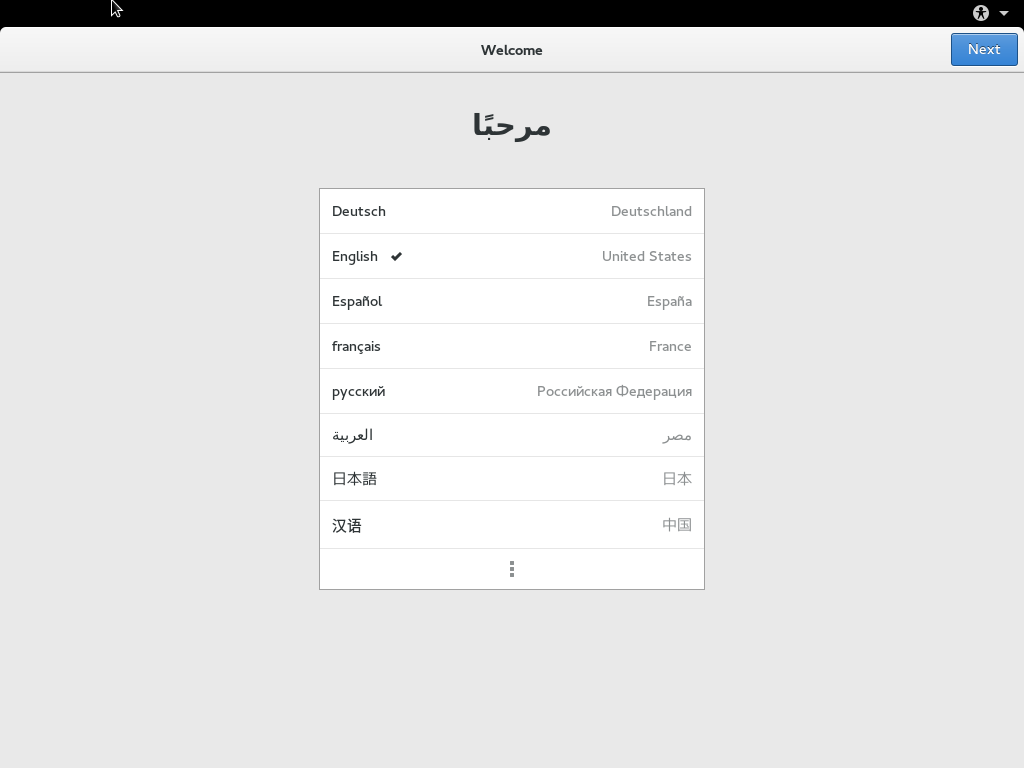 Welcome
Next
مرحبًا
Deutsch Deutschland
English United States
Español España
français France
русский Российская Федерация
العربية مصر
日本語 日本
汉语 中国